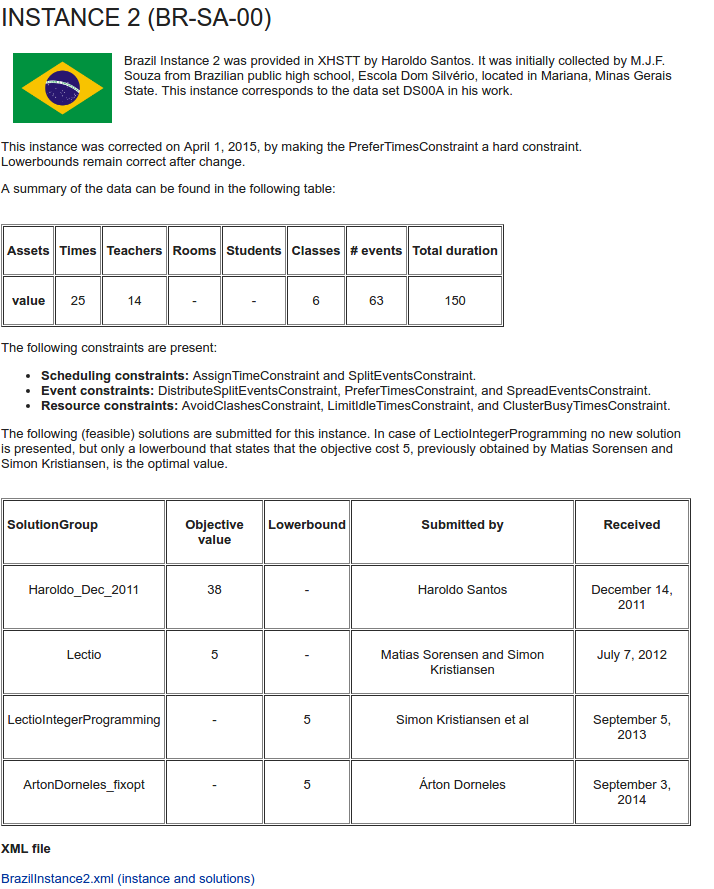 INSTANCE 2 (BR-SA-00)
Brazil Instance 2 was provided in XHSTT by Haroldo Santos. It was initially collected by M.J.F.
Souza from Brazilian public high school, Escola Dom Silvério, located in Mariana, Minas Gerais
State. This instance corresponds to the data set DS00A in his work.
This instance was corrected on April 1, 2015, by making the PreferTimesConstraint a hard constraint.
Lowerbounds remain correct after change.
A summary of the data can be found in the following table:
Assets Times Teachers Rooms Students Classes # events Total duration
value 25 14 - - 6 63 150
The following constraints are present:
• Scheduling constraints: AssignTimeConstraint and SplitEventsConstraint.
• Event constraints: DistributeSplitEventsConstraint, PreferTimesConstraint, and SpreadEventsConstraint.
• Resource constraints: AvoidClashesConstraint, LimitIdleTimesConstraint, and ClusterBusyTimesConstraint.
The following (feasible) solutions are submitted for this instance. In case of LectioIntegerProgramming no new solution
is presented, but only a lowerbound that states that the objective cost 5, previously obtained by Matias Sorensen and
Simon Kristiansen, is the optimal value.
SolutionGroup Objective Lowerbound Submitted by Received
value
Haroldo_Dec_2011 38 - Haroldo Santos December 14,
2011
Lectio 5 - Matias Sorensen and Simon July 7, 2012
Kristiansen
LectioIntegerProgramming - 5 Simon Kristiansen et al September 5,
2013
ArtonDorneles_fixopt - 5 Árton Dorneles September 3,
2014
XML file
BrazilInstance2.xml (instance and solutions)